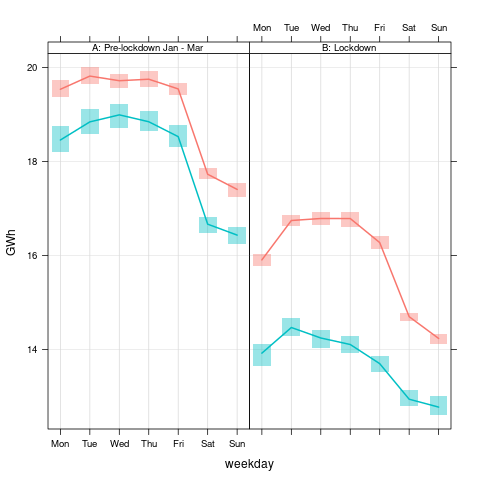 Mon Tue Wed Thu Fri Sat Sun
A: Pre-lockdown Jan - Mar B: Lockdown
20
18
16
14
GWh
Mon Tue Wed Thu Fri Sat Sun
weekday